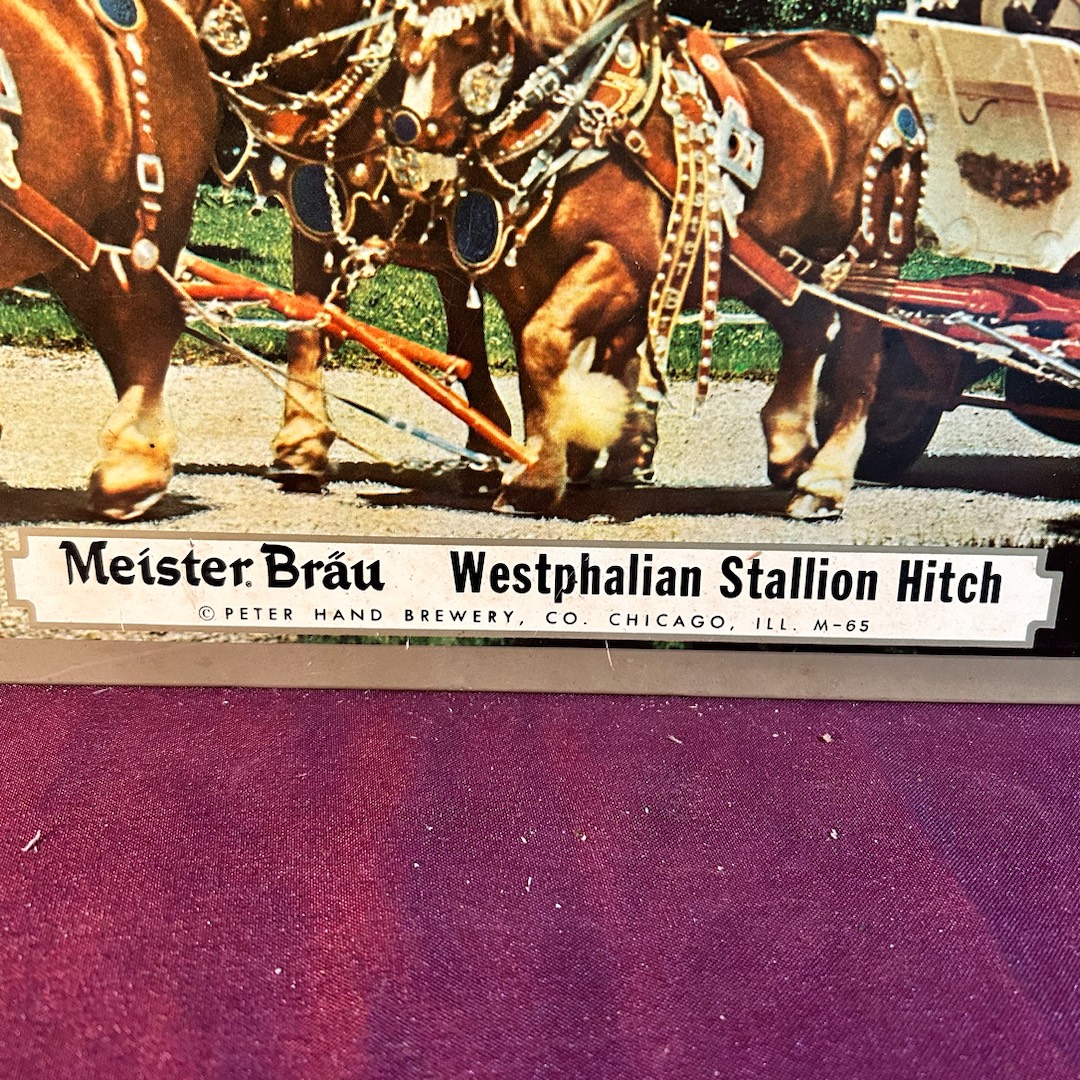 Meister Bräu Westphalian Stallion Hitch
© PETER HAND BREWERY, CO. CHICAGO, ILL. M-65